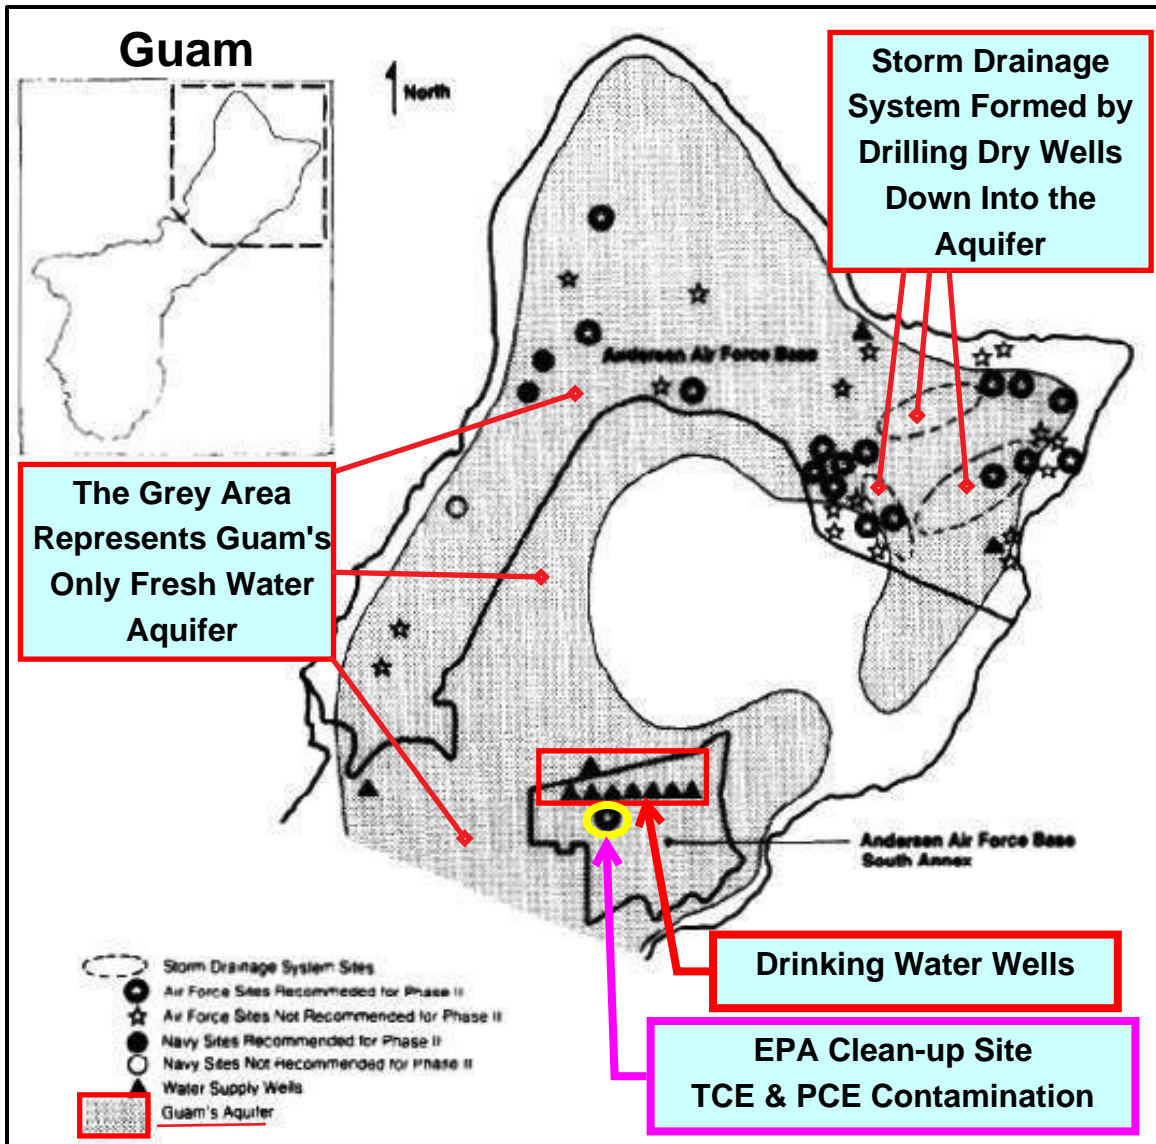 Guam
North
Storm Drainage
System Formed by
Drilling Dry Wells
Down Into the
Aquifer
Andersen Air Force Base
The Grey Area
Represents Guam's
Only Fresh Water
Aquifer
Andersen Air Force Base
South Annex
Drinking Water Wells
EPA Clean-up Site
TCE & PCE Contamination
Storm Drainage System Sites
Air Force Sites Recommeded for Phase II
Air Force Sites Not Recommended for Phase II
Navy Sites Recommended for Phase II
Navy Sites Not Recommended for Phase II
Water Supply Wells
Guam's Aquifer